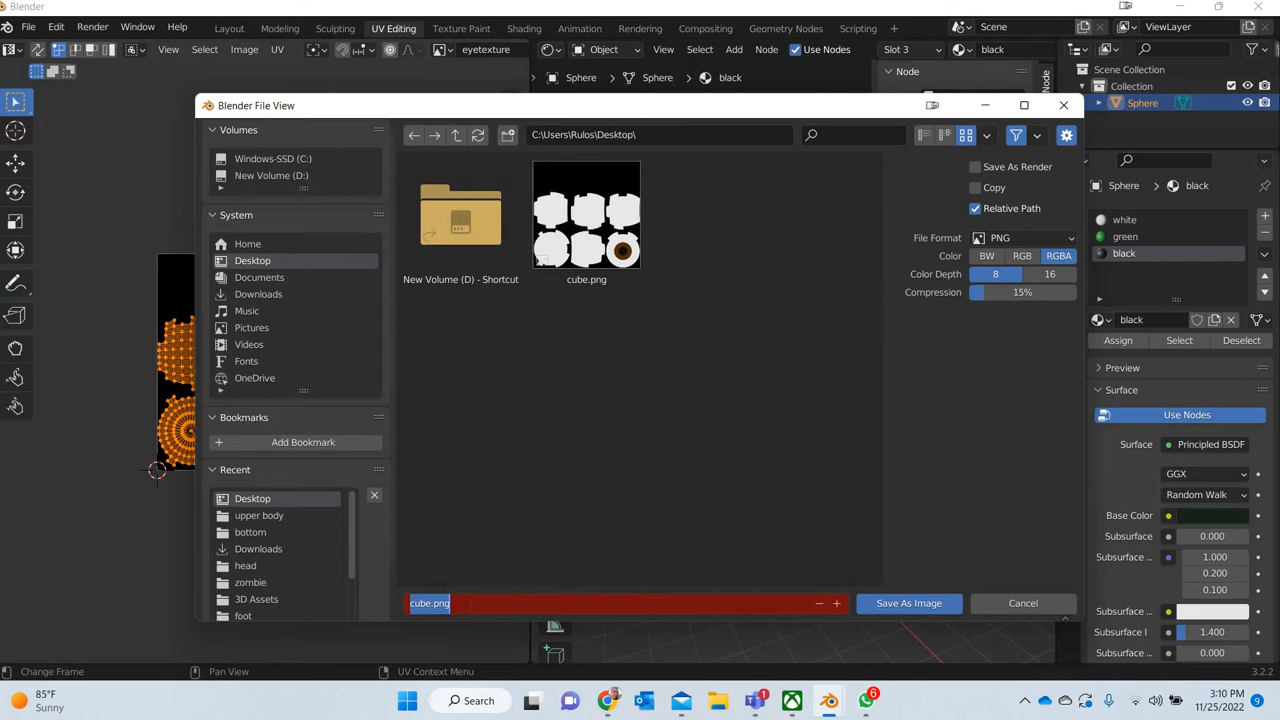 Blender
File Edit Render Window Help Layout Modeling Sculpting UV Editing Texture Paint Shading Animation Rendering Compositing Geometry Nodes Scripting Scene ViewLayer
View Select Image UV eyetexture Object View Select Add Node Use Nodes Slot 3 black
Sphere Sphere black Node
Node
Scene Collection
Collection
Sphere
Blender File View
Volumes
Windows-SSD (C:)
New Volume (D:)
System
Home
Desktop
Documents
Downloads
Music
Pictures
Videos
Fonts
OneDrive
Bookmarks
Add Bookmark
Recent
Desktop
upper body
bottom
Downloads
head
zombie
3D Assets
foot
C:\Users\Rulos\Desktop\
New Volume (D) - Shortcut
cube.png
Save As Render
Copy
Relative Path
File Format PNG
Color BW RGB RGBA
Color Depth 8 16
Compression 15%
cube.png
Save As Image Cancel
Sphere black
white
green
black
black
Assign Select Deselect
Preview
Surface
Use Nodes
Surface Principled BSDF
GGX
Random Walk
Base Color
Subsurface 0.000
Subsurface ... 1.000
0.200
0.100
Subsurface ...
Subsurface I 1.400
Subsurface ... 0.000
Change Frame Pan View UV Context Menu 3.2.2
85°F
Sunny
Search
1
6
3:10 PM
11/25/2022
9